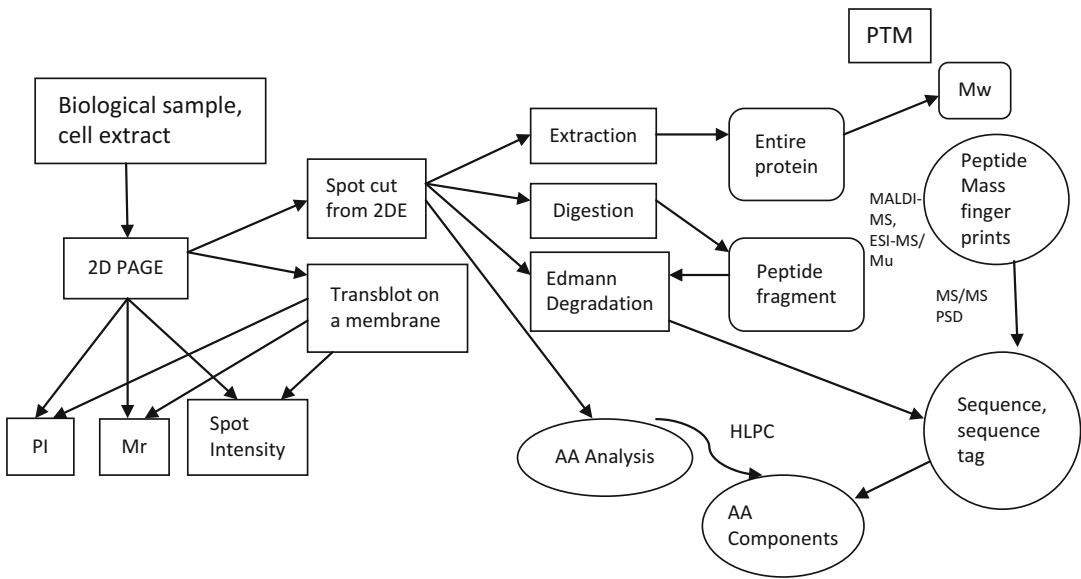 PTM
Biological sample,
cell extract
Mw
Extraction
Entire
protein
Peptide
Mass
finger
prints
Spot cut
from 2DE
Digestion
MALDI-
MS,
ESI-MS/
Mu
2D PAGE
Edmann
Degradation
Peptide
fragment
Transblot on
a membrane
MS/MS
PSD
PI
Mr
Spot
Intensity
AA Analysis
HLPC
Sequence,
sequence
tag
AA
Components